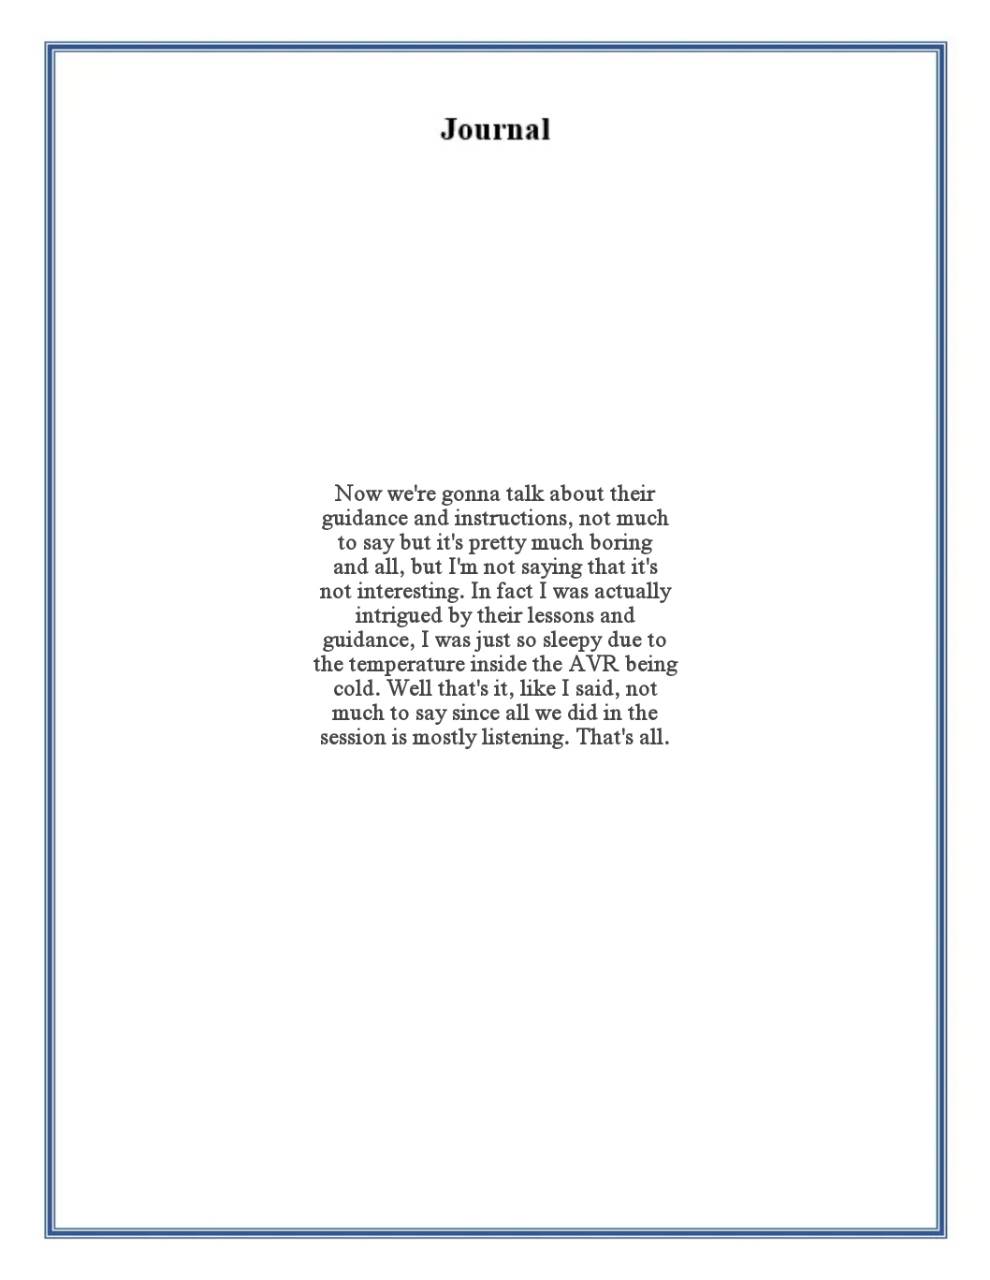 Journal
Now we're gonna talk about their
guidance and instructions, not much
to say but it's pretty much boring
and all, but I'm not saying that it's
not interesting. In fact I was actually
intrigued by their lessons and
guidance, I was just so sleepy due to
the temperature inside the AVR being
cold. Well that's it, like I said, not
much to say since all we did in the
session is mostly listening. That's all.